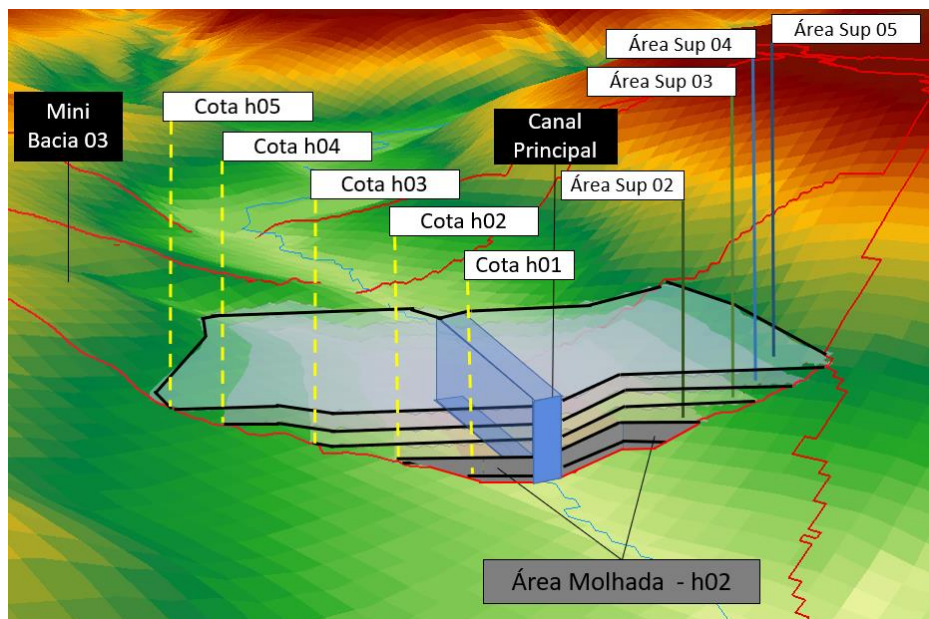 Área Sup 05
Área Sup 04
Área Sup 03
Mini
Bacia 03
Cota h05
Canal
Principal
Cota h04
Cota h03
Área Sup 02
Cota h02
Cota h01
Área Molhada - h02